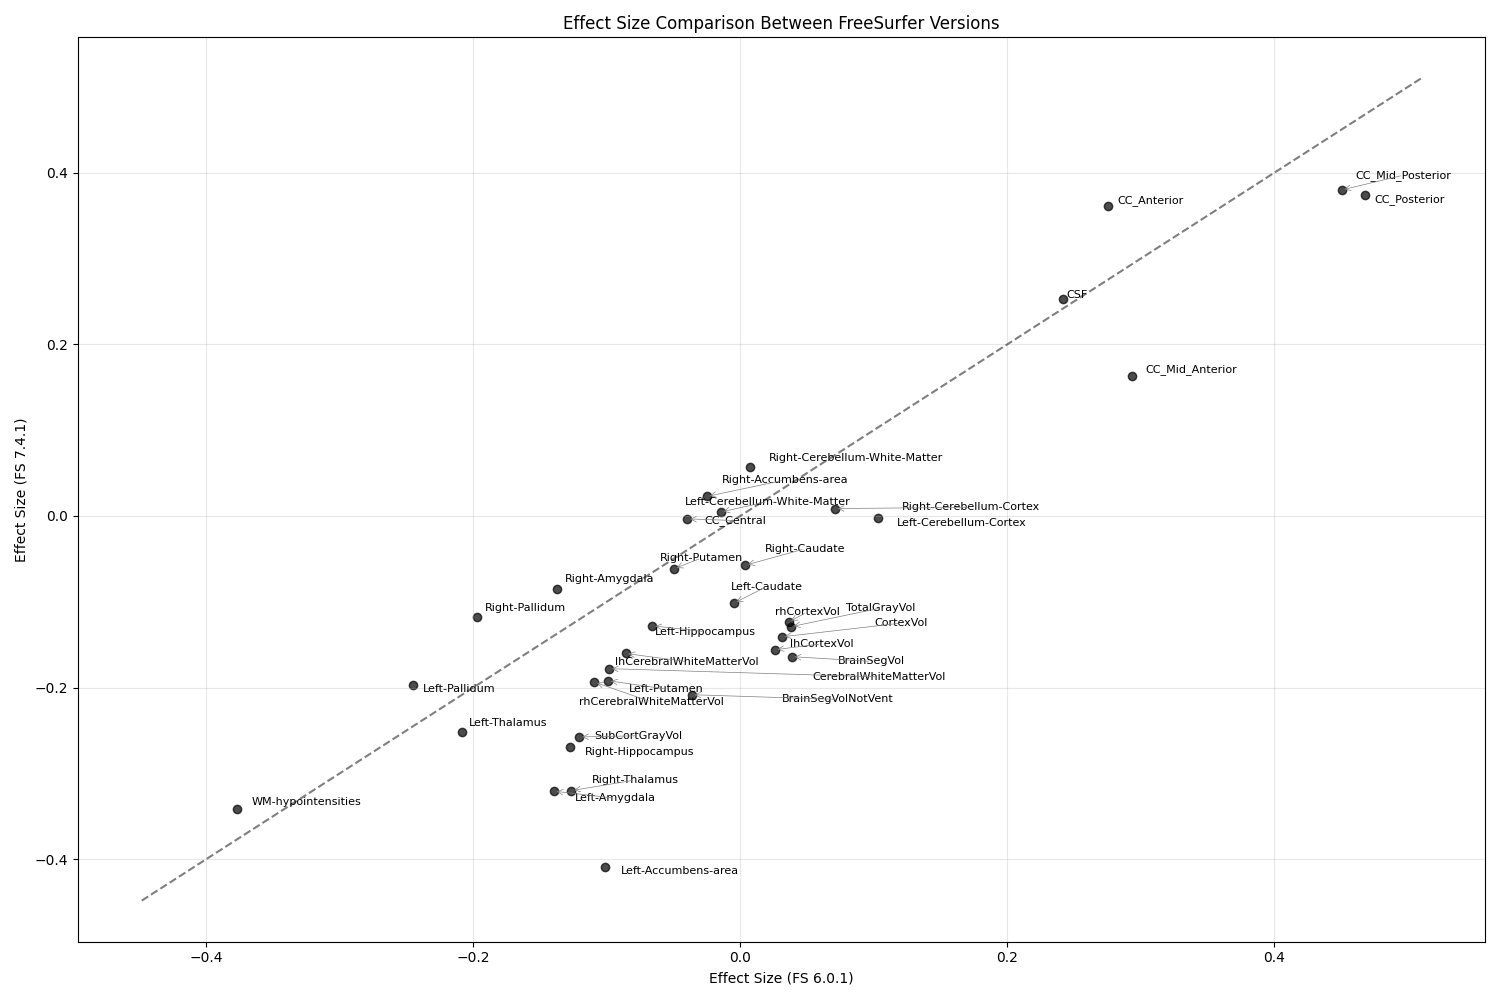 Effect Size Comparison Between FreeSurfer Versions
Effect Size (FS 7.4.1)
0.4
0.2
0.0
−0.2
−0.4
CC_Mid_Posterior
CC_Anterior
CC_Posterior
CSF
CC_Mid_Anterior
Right-Cerebellum-White-Matter
Right-Accumbens-area
Left-Cerebellum-White-Matter
Right-Cerebellum-Cortex
CC_Central
Left-Cerebellum-Cortex
Right-Caudate
Right-Putamen
Right-Amygdala
Left-Caudate
Right-Pallidum
TotalGrayVol
rhCortexVol
CortexVol
Left-Hippocampus
lhCortexVol
lhCerebralWhiteMatterVol
BrainSegVol
CerebralWhiteMatterVol
Left-Pallidum
Left-Putamen
BrainSegVolNotVent
rhCerebralWhiteMatterVol
Left-Thalamus
SubCortGrayVol
Right-Hippocampus
Right-Thalamus
Left-Amygdala
WM-hypointensities
Left-Accumbens-area
−0.4
−0.2
0.0
0.2
0.4
Effect Size (FS 6.0.1)